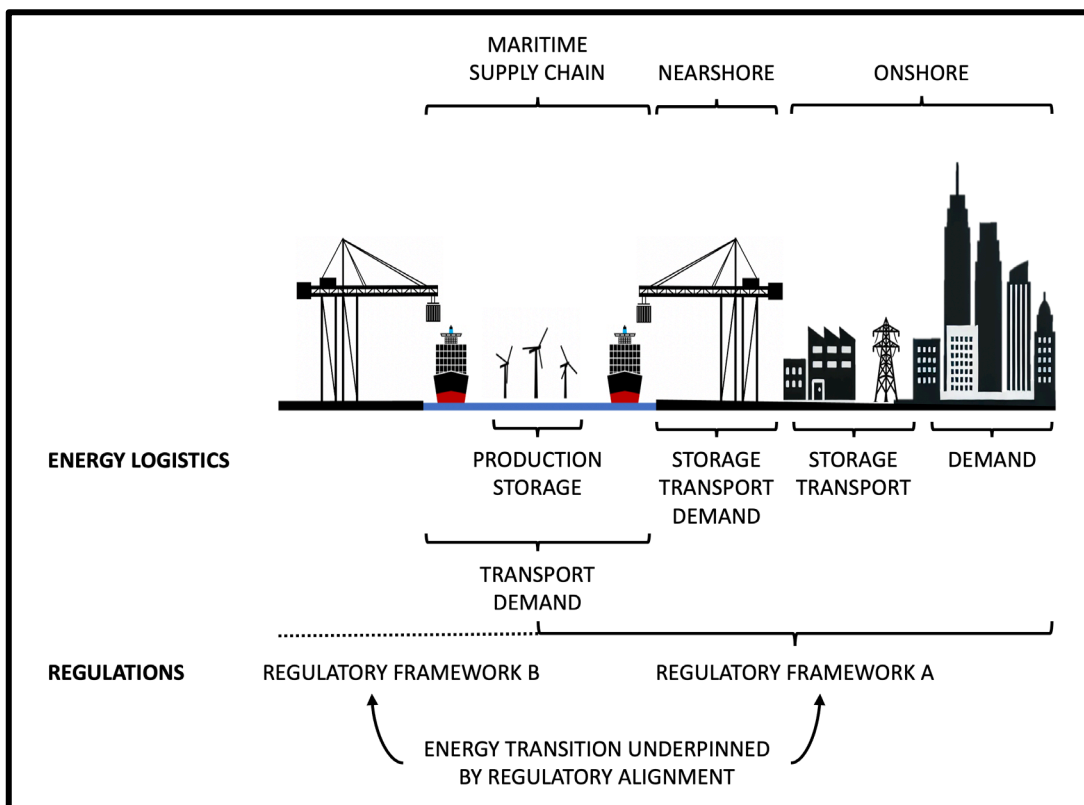 MARITIME
SUPPLY CHAIN
NEARSHORE
ONSHORE
ENERGY LOGISTICS
PRODUCTION
STORAGE
STORAGE
TRANSPORT
DEMAND
STORAGE
TRANSPORT
DEMAND
TRANSPORT
DEMAND
REGULATIONS
REGULATORY FRAMEWORK B
REGULATORY FRAMEWORK A
ENERGY TRANSITION UNDERPINNED
BY REGULATORY ALIGNMENT